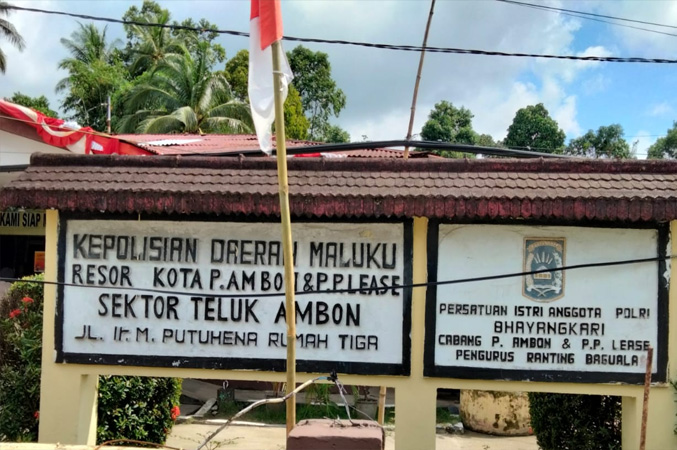 KAMI SIAP
KEPOLISIAN DAERAH MALUKU
RESOR KOTA P.AMBON & P.P.LEASE
SEKTOR TELUK AMBON
JL. Ir. M. PUTUHENA RUMAH TIGA
PERSATUAN ISTRI ANGGOTA POLRI
BHAYANGKARI
CABANG P. AMBON & P.P. LEASE
PENGURUS RANTING BAGUALA